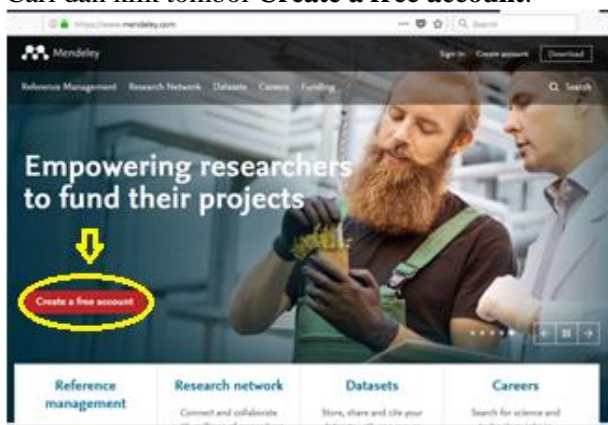 Cari dan klik tombol Create a free account.
https://www.mendeley.com
Search
Mendeley
Sign in Create account Download
Reference Management Research Network Datasets Careers Funding
Search
Empowering researchers
to fund their projects
Create a free account
Reference
management
Research network
Connect and collaborate
Datasets
Store, share and cite your
Careers
Search for science and